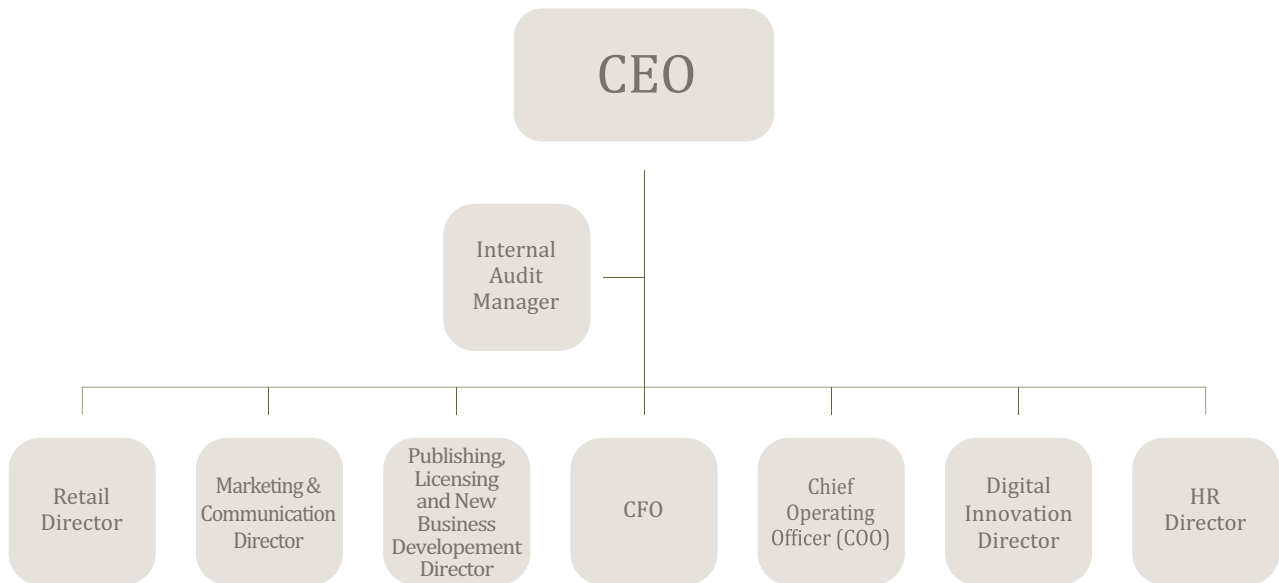 CEO
Internal
Audit
Manager
Retail
Director
Marketing &
Communication
Director
Publishing,
Licensing
and New
Business
Developement
Director
CFO
Chief
Operating
Officer (COO)
Digital
Innovation
Director
HR
Director